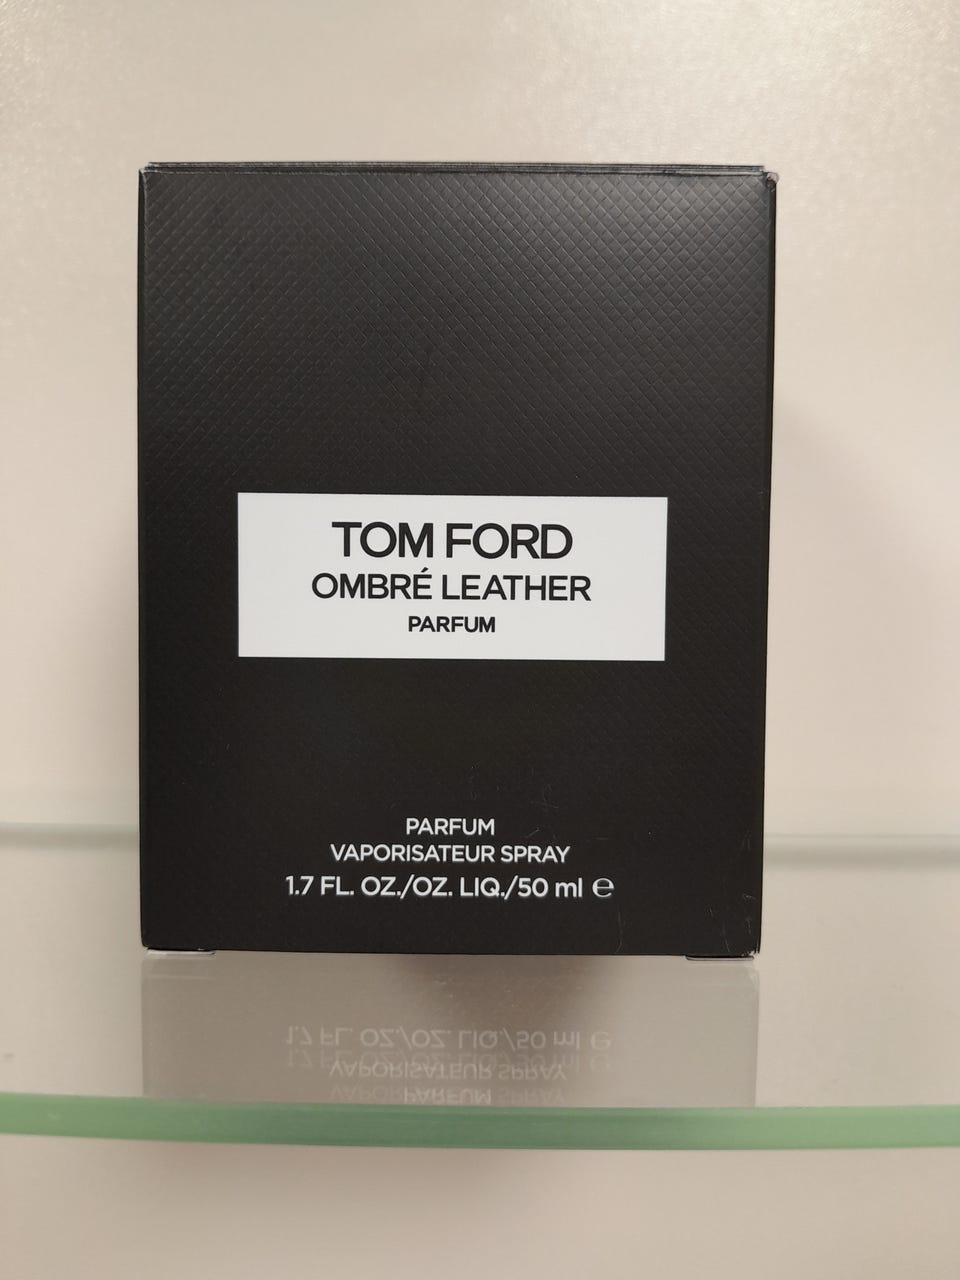 TOM FORD
OMBRÉ LEATHER
PARFUM
PARFUM
VAPORISATEUR SPRAY
1.7 FL. OZ./OZ. LIQ./50 ml ℮